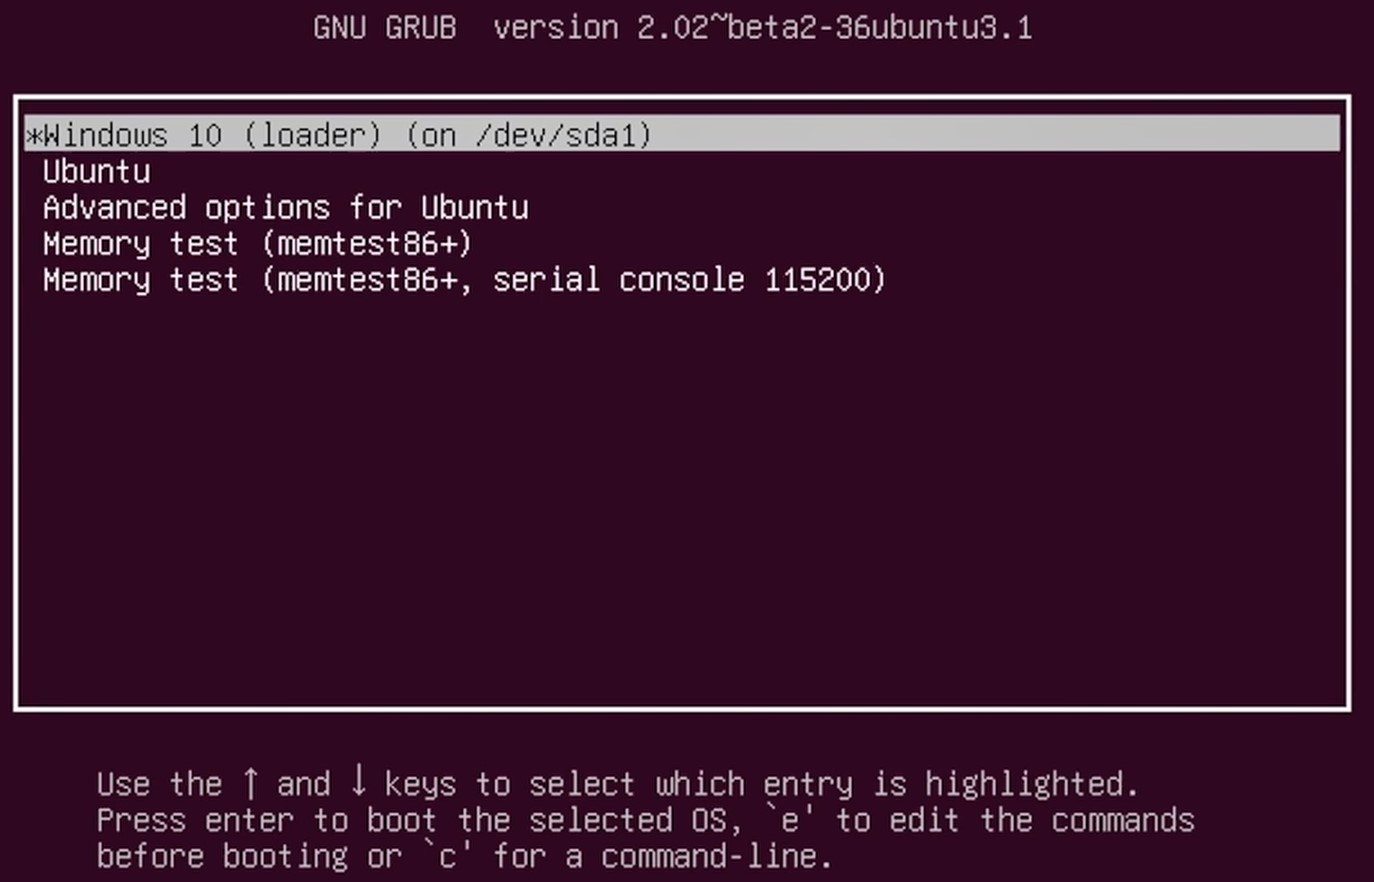 GNU GRUB  version 2.02~beta2-36ubuntu3.1
*Windows 10 (loader) (on /dev/sda1)
Ubuntu
Advanced options for Ubuntu
Memory test (memtest86+)
Memory test (memtest86+, serial console 115200)
Use the ↑ and ↓ keys to select which entry is highlighted.
Press enter to boot the selected OS, `e' to edit the commands
before booting or `c' for a command-line.